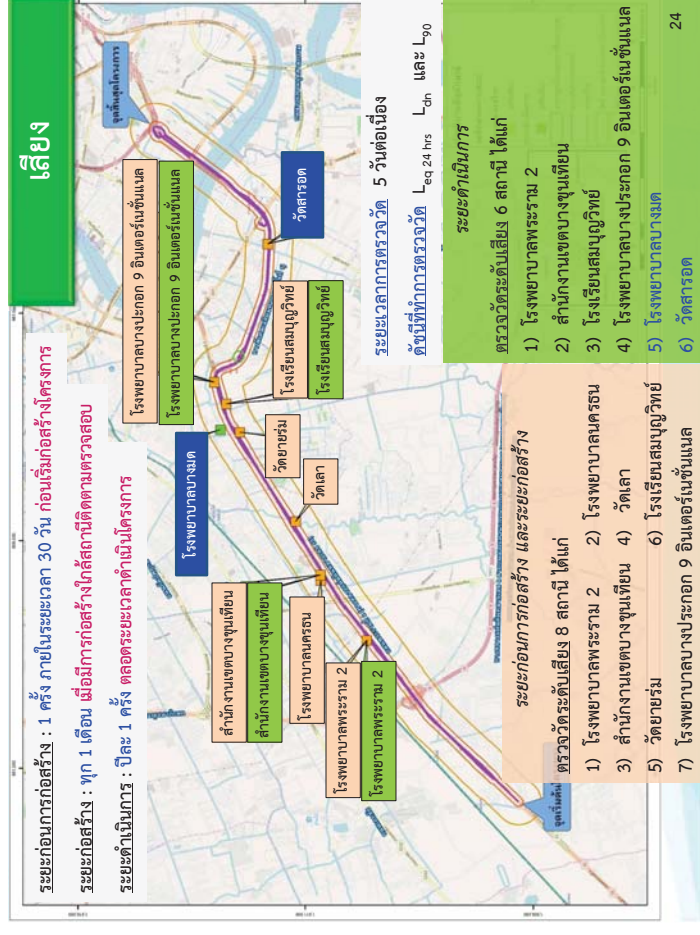 เสียง
ระยะก่อนการก่อสร้าง : 1 ครั้ง ภายในระยะเวลา 30 วัน ก่อนเริ่มก่อสร้างโครงการ
ระยะก่อสร้าง : ทุก 1 เดือน เมื่อมีการก่อสร้างใกล้สถานีติดตามตรวจสอบ
ระยะดำเนินการ : ปีละ 1 ครั้ง ตลอดระยะเวลาดำเนินโครงการ
จุดสิ้นสุดโครงการ
โรงพยาบาลบางปะกอก 9 อินเตอร์เนชั่นแนล
โรงพยาบาลบางปะกอก 9 อินเตอร์เนชั่นแนล
วัดสารอด
โรงพยาบาลบางมด
โรงเรียนสมบุญวิทย์
โรงเรียนสมบุญวิทย์
วัดยายร่ม
วัดเลา
สำนักงานเขตบางขุนเทียน
สำนักงานเขตบางขุนเทียน
โรงพยาบาลนครธน
โรงพยาบาลพระราม 2
โรงพยาบาลพระราม 2
ระยะเวลาการตรวจวัด 5 วันต่อเนื่อง
ดัชนีที่ทำการตรวจวัด Leq 24 hrs Ldn และ L90
ระยะก่อนการก่อสร้าง และระยะก่อสร้าง
ตรวจวัดระดับเสียง 8 สถานี ได้แก่
1) โรงพยาบาลพระราม 2 2) โรงพยาบาลนครธน
3) สำนักงานเขตบางขุนเทียน 4) วัดเลา
5) วัดยายร่ม 6) โรงเรียนสมบุญวิทย์
7) โรงพยาบาลบางปะกอก 9 อินเตอร์เนชั่นแนล
ระยะดำเนินการ
ตรวจวัดระดับเสียง 6 สถานี ได้แก่
1) โรงพยาบาลพระราม 2
2) สำนักงานเขตบางขุนเทียน
3) โรงเรียนสมบุญวิทย์
4) โรงพยาบาลบางประกอก 9 อินเตอร์เนชั่นแนล
5) โรงพยาบาลบางมด
6) วัดสารอด
24